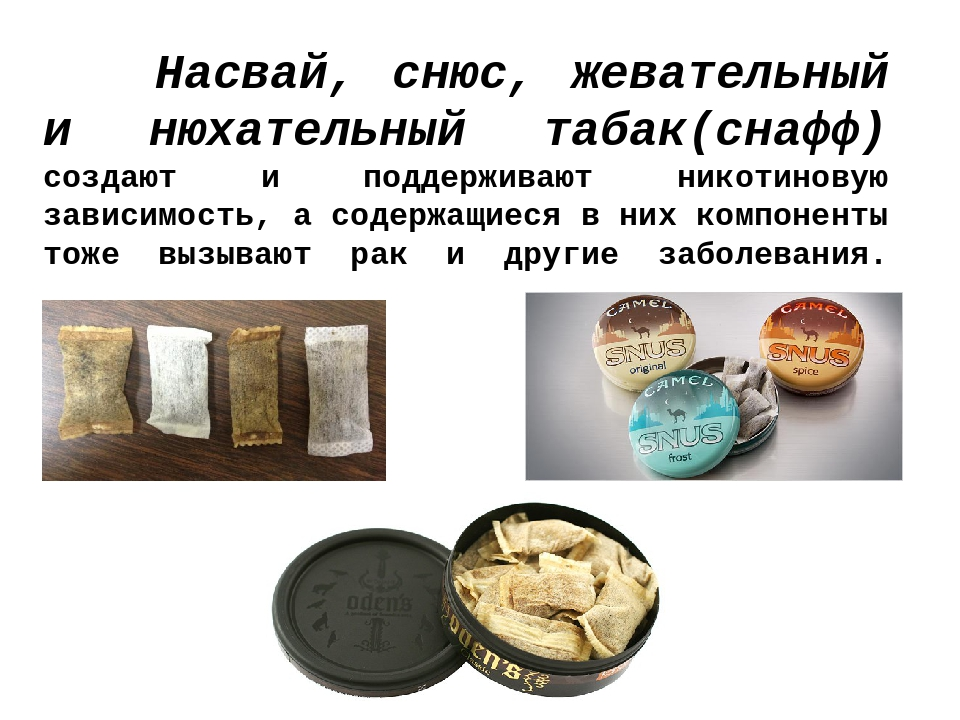 Насвай, снюс, жевательный
и нюхательный табак(снафф)
создают и поддерживают никотиновую
зависимость, а содержащиеся в них компоненты
тоже вызывают рак и другие заболевания.
CAMEL
SNUS
original
CAMEL
SNUS
spice
CAMEL
SNUS
frost
oden's
oden's